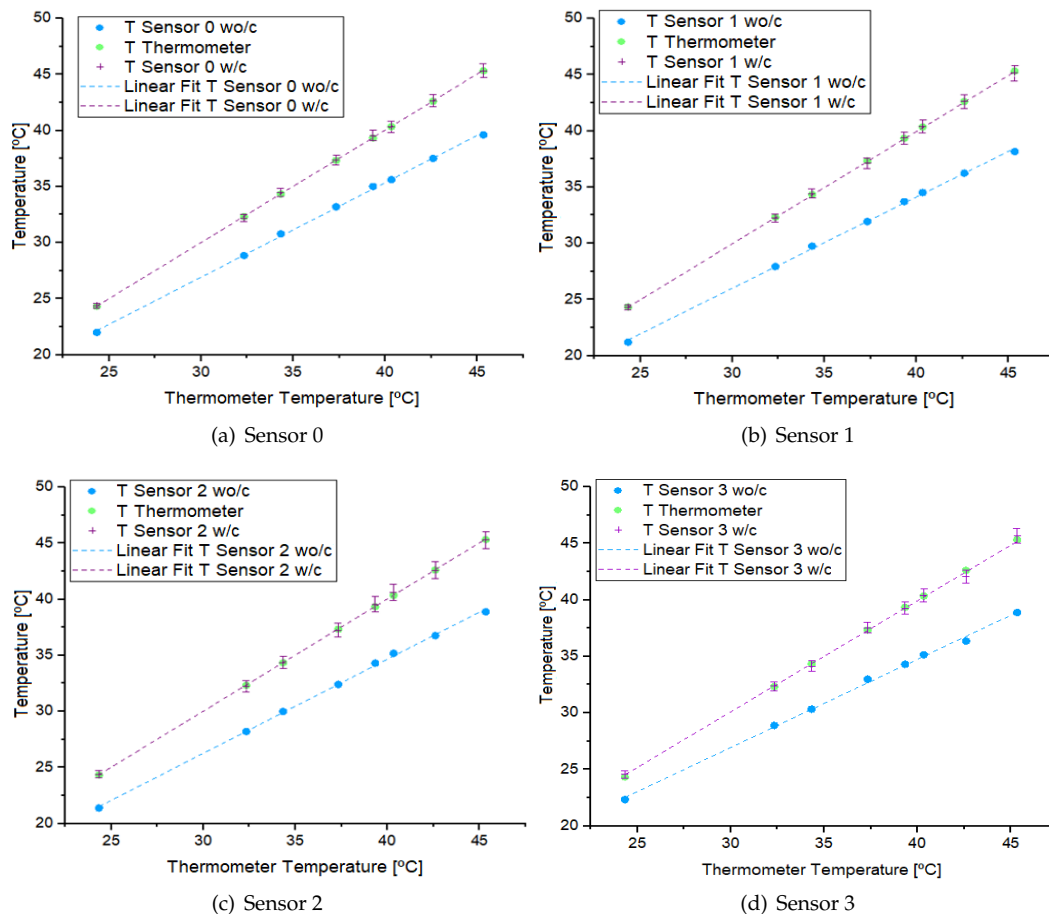 50
45
40
35
30
25
20
Temperature [ºC]
T Sensor 0 wo/c
T Thermometer
T Sensor 0 w/c
Linear Fit T Sensor 0 wo/c
Linear Fit T Sensor 0 w/c
25 30 35 40 45
Thermometer Temperature [ºC]
(a) Sensor 0
50
45
40
35
30
25
20
Temperature [ºC]
T Sensor 1 wo/c
T Thermometer
T Sensor 1 w/c
Linear Fit T Sensor 1 wo/c
Linear Fit T Sensor 1 w/c
25 30 35 40 45
Thermometer Temperature [ºC]
(b) Sensor 1
50
45
40
35
30
25
20
Temperature [ºC]
T Sensor 2 wo/c
T Thermometer
T Sensor 2 w/c
Linear Fit T Sensor 2 wo/c
Linear Fit T Sensor 2 w/c
25 30 35 40 45
Thermometer Temperature [ºC]
(c) Sensor 2
50
45
40
35
30
25
20
Temperature [ºC]
T Sensor 3 wo/c
T Thermometer
T Sensor 3 w/c
Linear Fit T Sensor 3 wo/c
Linear Fit T Sensor 3 w/c
25 30 35 40 45
Thermometer Temperature [ºC]
(d) Sensor 3